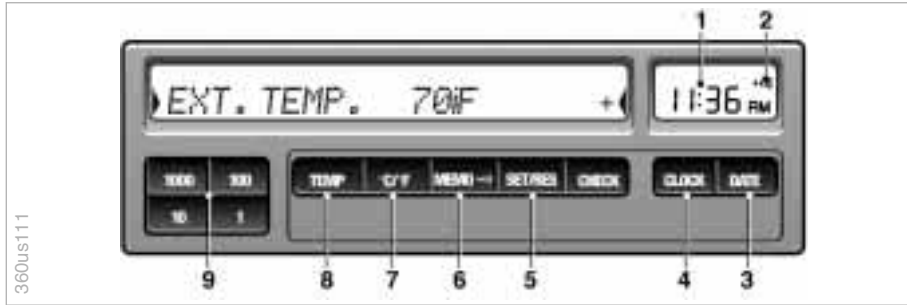 1 2
EXT. TEMP. 70°F + 11:36
1000 100 TEMP °C/°F MEMO SET/RES CHECK CLOCK DATE
10 1
9 8 7 6 5 4 3
360us111